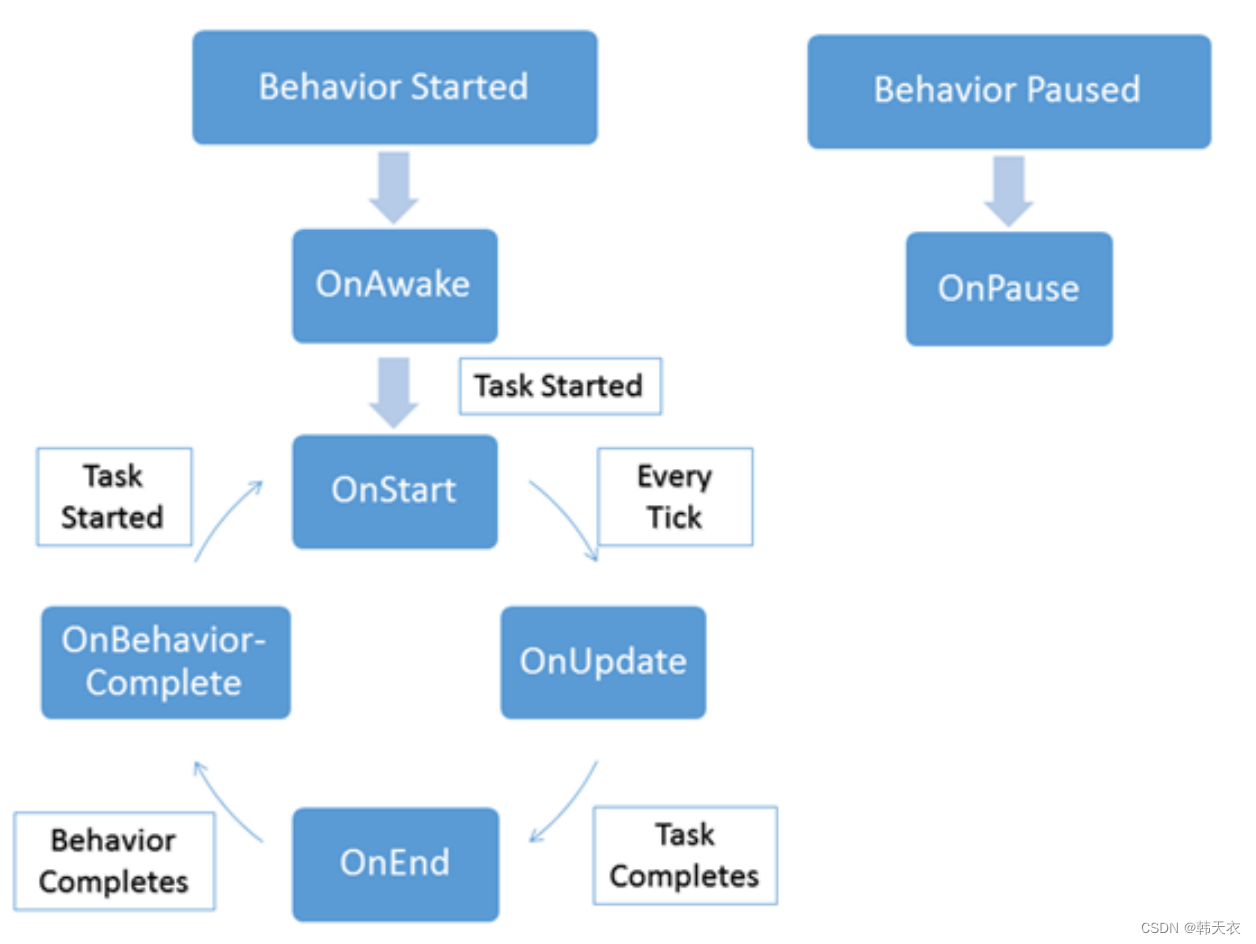 Behavior Started
Behavior Paused
OnAwake
OnPause
Task Started
OnStart
Task
Started
Every
Tick
OnBehavior-
Complete
OnUpdate
Behavior
Completes
OnEnd
Task
Completes
CSDN @韩天衣